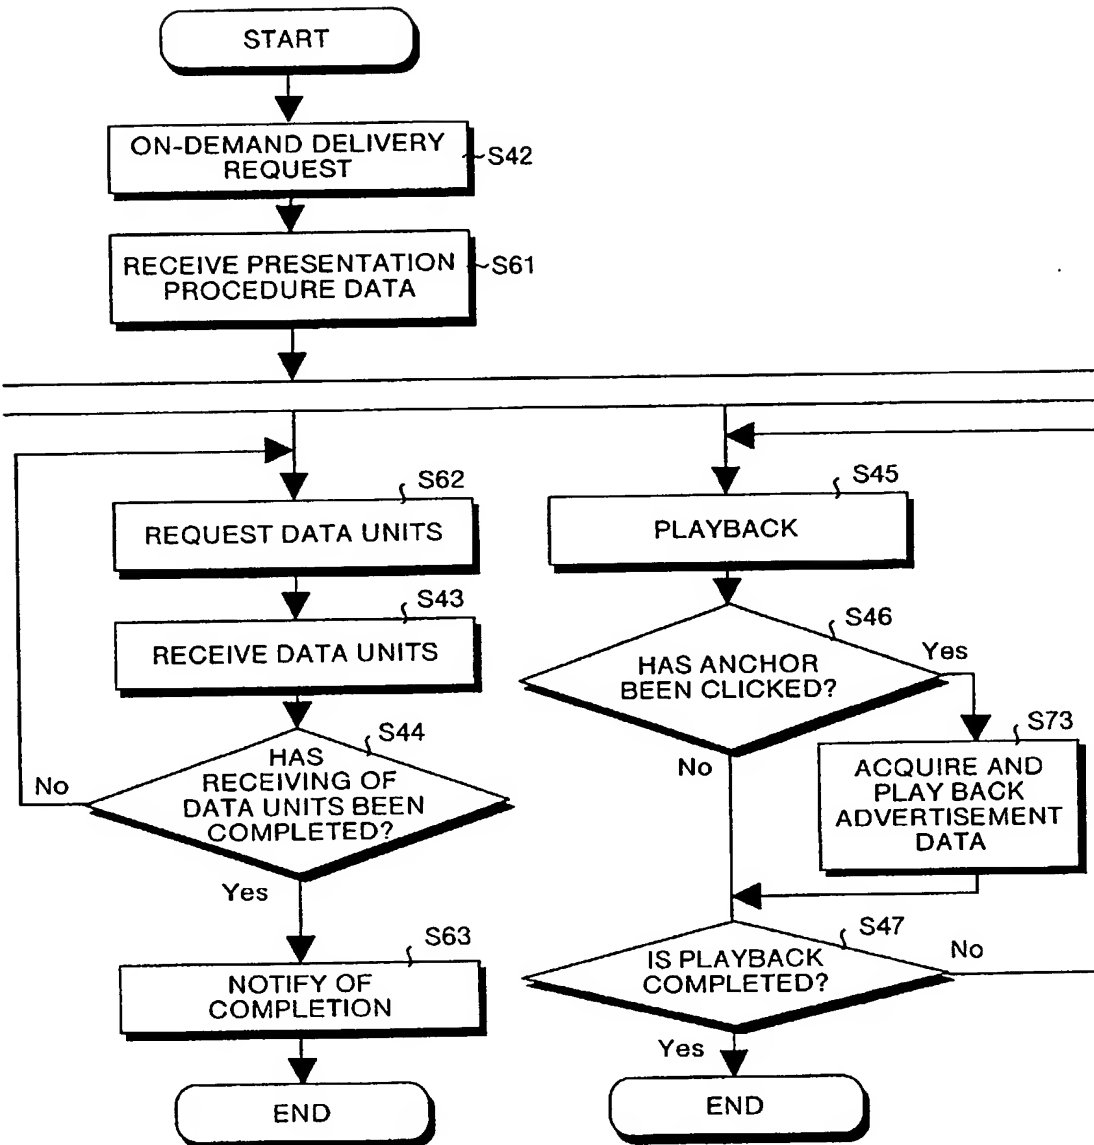 START
ON-DEMAND DELIVERY
REQUEST
S42
RECEIVE PRESENTATION
PROCEDURE DATA
S61
S62
REQUEST DATA UNITS
S43
RECEIVE DATA UNITS
S44
HAS
RECEIVING OF
DATA UNITS BEEN
COMPLETED?
No
Yes
S63
NOTIFY OF
COMPLETION
END
S45
PLAYBACK
S46
HAS ANCHOR
BEEN CLICKED?
Yes
No
S73
ACQUIRE AND
PLAY BACK
ADVERTISEMENT
DATA
S47
IS PLAYBACK
COMPLETED?
No
Yes
END